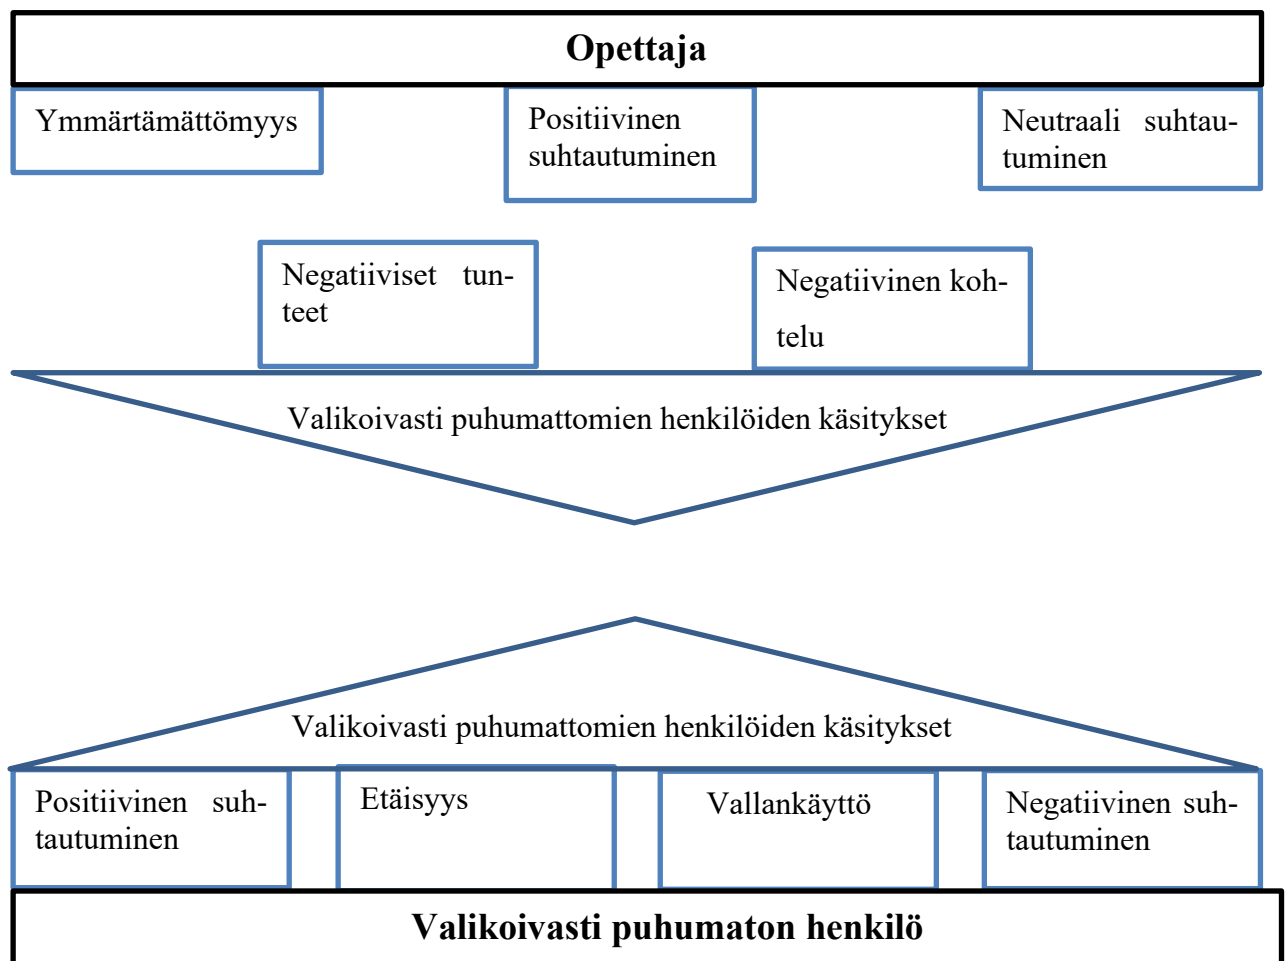 Opettaja
Ymmärtämättömyys
Positiivinen
suhtautuminen
Neutraali suhtau-
tuminen
Negatiiviset tun-
teet
Negatiivinen koh-
telu
Valikoivasti puhumattomien henkilöiden käsitykset
Valikoivasti puhumattomien henkilöiden käsitykset
Positiivinen suh-
tautuminen
Etäisyys
Vallankäyttö
Negatiivinen suh-
tautuminen
Valikoivasti puhumaton henkilö